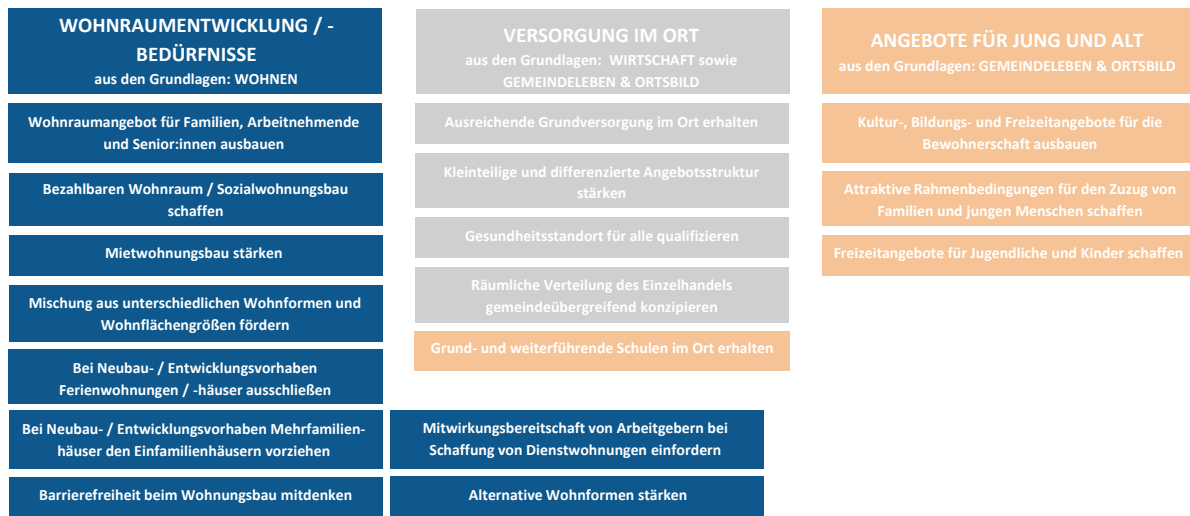 WOHNRAUMENTWICKLUNG / -
BEDÜRFNISSE
aus den Grundlagen: WOHNEN
Wohnraumangebot für Familien, Arbeitnehmende
und Senior:innen ausbauen
Bezahlbaren Wohnraum / Sozialwohnungsbau
schaffen
Mietwohnungsbau stärken
Mischung aus unterschiedlichen Wohnformen und
Wohnflächengrößen fördern
Bei Neubau- / Entwicklungsvorhaben
Ferienwohnungen / -häuser ausschließen
Bei Neubau- / Entwicklungsvorhaben Mehrfamilien-
häuser den Einfamilienhäusern vorziehen
Barrierefreiheit beim Wohnungsbau mitdenken
VERSORGUNG IM ORT
aus den Grundlagen: WIRTSCHAFT sowie
GEMEINDELEBEN & ORTSBILD
Ausreichende Grundversorgung im Ort erhalten
Kleinteilige und differenzierte Angebotsstruktur
stärken
Gesundheitsstandort für alle qualifizieren
Räumliche Verteilung des Einzelhandels
gemeindeübergreifend konzipieren
Grund- und weiterführende Schulen im Ort erhalten
Mitwirkungsbereitschaft von Arbeitgebern bei
Schaffung von Dienstwohnungen einfordern
Alternative Wohnformen stärken
ANGEBOTE FÜR JUNG UND ALT
aus den Grundlagen: GEMEINDELEBEN & ORTSBILD
Kultur-, Bildungs- und Freizeitangebote für die
Bewohnerschaft ausbauen
Attraktive Rahmenbedingungen für den Zuzug von
Familien und jungen Menschen schaffen
Freizeitangebote für Jugendliche und Kinder schaffen